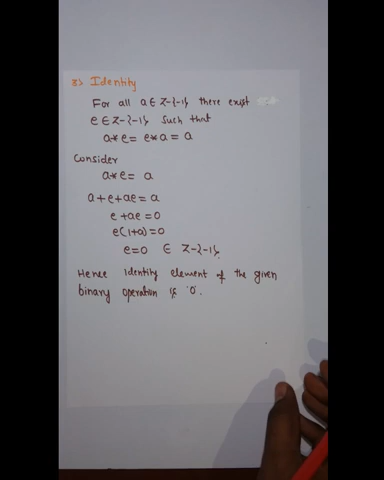 3> Identity
For all a ∈ Z-{-1} there exist
e ∈ Z-{-1} such that
a*e = e*a = a
Consider
a*e = a
a+e+ae = a
e+ae = 0
e(1+a) = 0
e=0 ∈ Z-{-1}.
Hence Identity element of the given
binary operation is '0'.